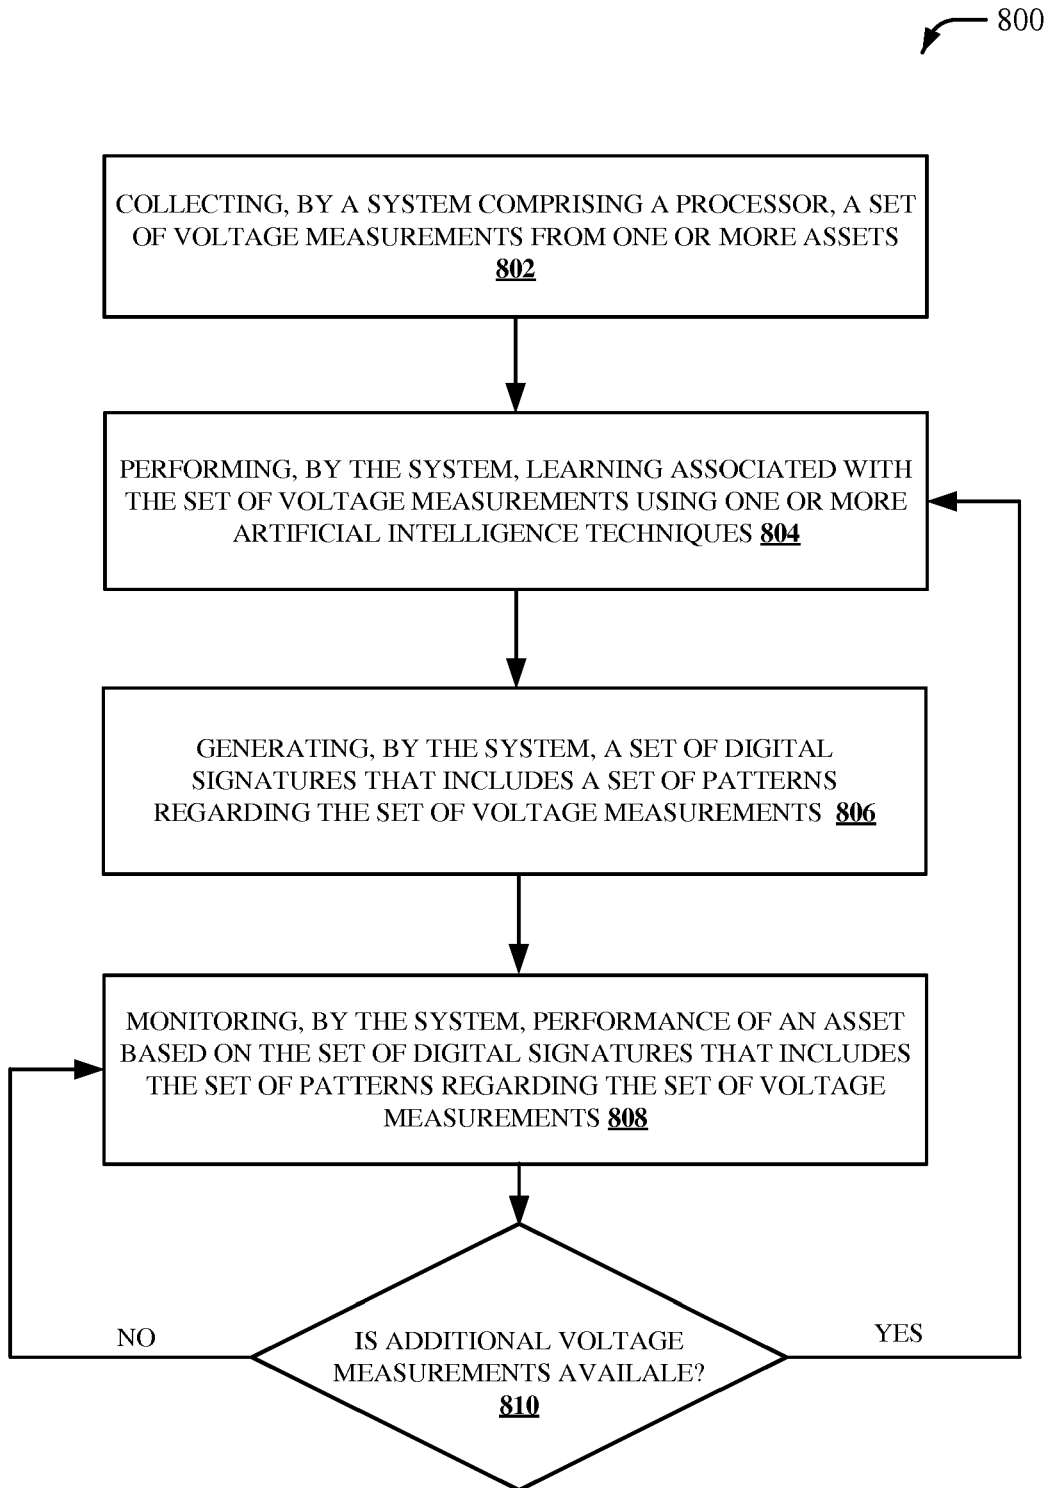 800
COLLECTING, BY A SYSTEM COMPRISING A PROCESSOR, A SET
OF VOLTAGE MEASUREMENTS FROM ONE OR MORE ASSETS
802
PERFORMING, BY THE SYSTEM, LEARNING ASSOCIATED WITH
THE SET OF VOLTAGE MEASUREMENTS USING ONE OR MORE
ARTIFICIAL INTELLIGENCE TECHNIQUES 804
GENERATING, BY THE SYSTEM, A SET OF DIGITAL
SIGNATURES THAT INCLUDES A SET OF PATTERNS
REGARDING THE SET OF VOLTAGE MEASUREMENTS 806
MONITORING, BY THE SYSTEM, PERFORMANCE OF AN ASSET
BASED ON THE SET OF DIGITAL SIGNATURES THAT INCLUDES
THE SET OF PATTERNS REGARDING THE SET OF VOLTAGE
MEASUREMENTS 808
NO
YES
IS ADDITIONAL VOLTAGE
MEASUREMENTS AVAILALE?
810